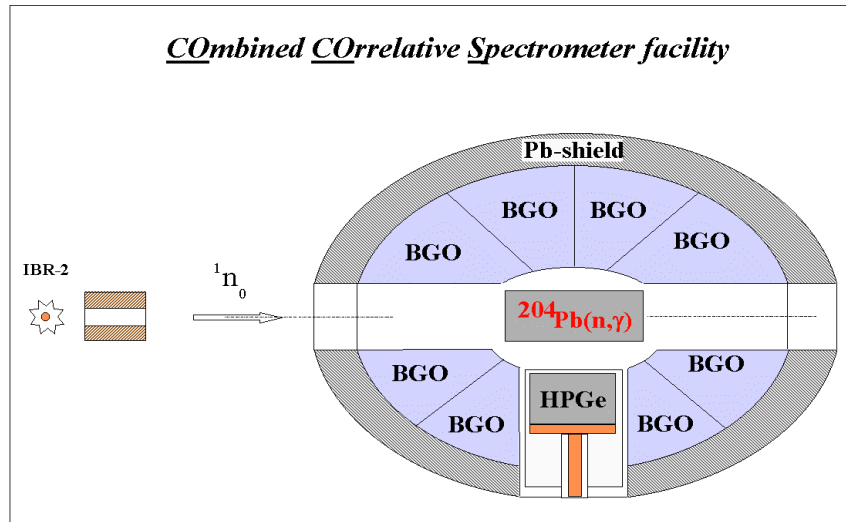 COmbined COrrelative Spectrometer facility
Pb-shield
BGO BGO
BGO BGO
IBR-2
¹n₀
²⁰⁴Pb(n,γ)
BGO BGO
HPGe
BGO BGO